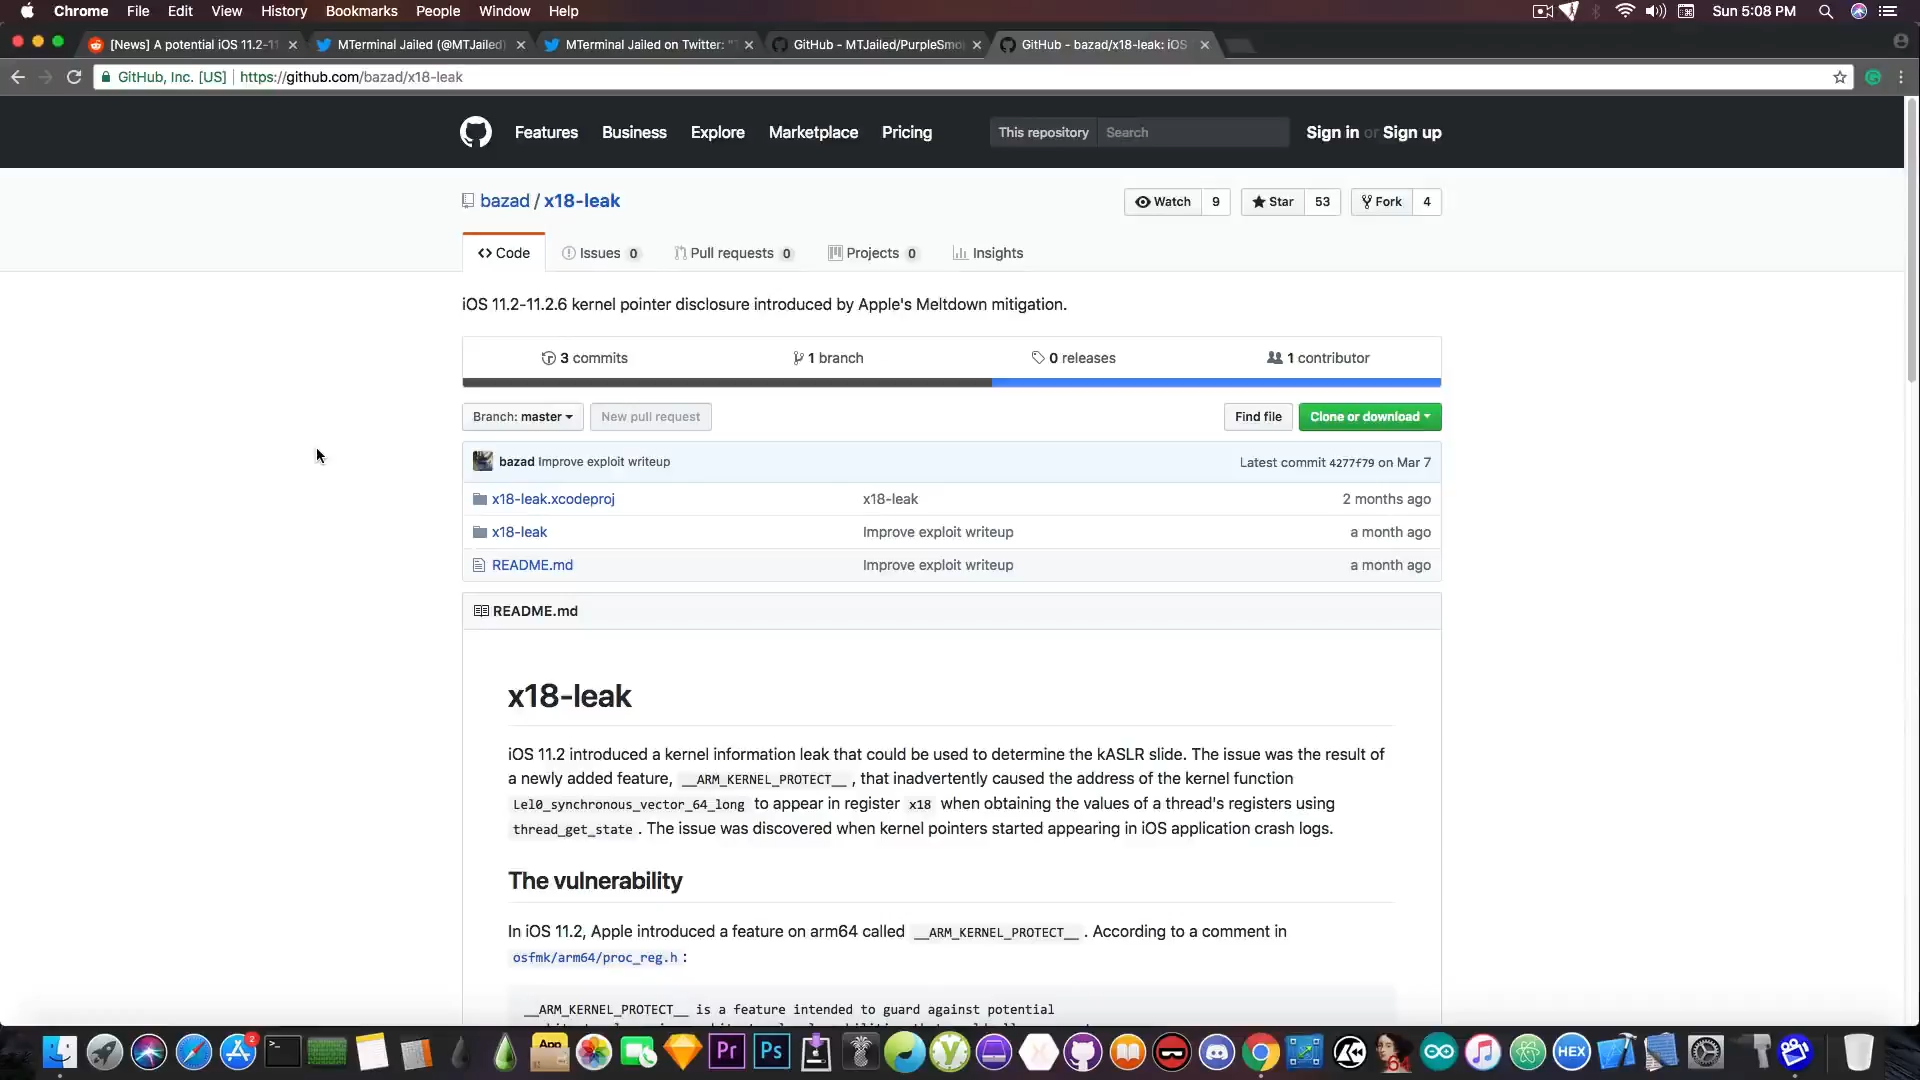 Chrome File Edit View History Bookmarks People Window Help
Sun 5:08 PM
[News] A potential iOS 11.2-11
MTerminal Jailed (@MTJailed)
MTerminal Jailed on Twitter: "
GitHub - MTJailed/PurpleSmo
GitHub - bazad/x18-leak: iOS
GitHub, Inc. [US] https://github.com/bazad/x18-leak
Features Business Explore Marketplace Pricing
This repository Search
Sign in or Sign up
bazad / x18-leak
Watch 9
Star 53
Fork 4
Code
Issues 0
Pull requests 0
Projects 0
Insights
iOS 11.2-11.2.6 kernel pointer disclosure introduced by Apple's Meltdown mitigation.
3 commits
1 branch
0 releases
1 contributor
Branch: master
New pull request
Find file
Clone or download
bazad Improve exploit writeup
Latest commit 4277f79 on Mar 7
x18-leak.xcodeproj x18-leak 2 months ago
x18-leak Improve exploit writeup a month ago
README.md Improve exploit writeup a month ago
README.md
x18-leak
iOS 11.2 introduced a kernel information leak that could be used to determine the kASLR slide. The issue was the result of
a newly added feature, __ARM_KERNEL_PROTECT__ , that inadvertently caused the address of the kernel function
Lel0_synchronous_vector_64_long to appear in register x18 when obtaining the values of a thread's registers using
thread_get_state . The issue was discovered when kernel pointers started appearing in iOS application crash logs.
The vulnerability
In iOS 11.2, Apple introduced a feature on arm64 called __ARM_KERNEL_PROTECT__ . According to a comment in
osfmk/arm64/proc_reg.h :
__ARM_KERNEL_PROTECT__ is a feature intended to guard against potential
2
App
Pr
Ps
64
HEX